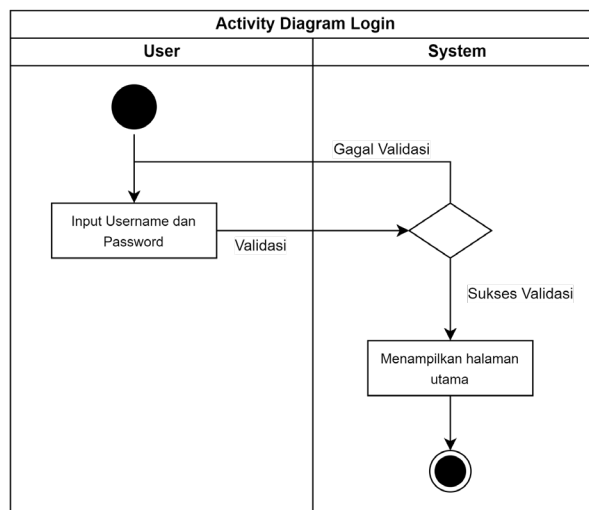 Activity Diagram Login
User
System
Gagal Validasi
Input Username dan
Password
Validasi
Sukses Validasi
Menampilkan halaman
utama